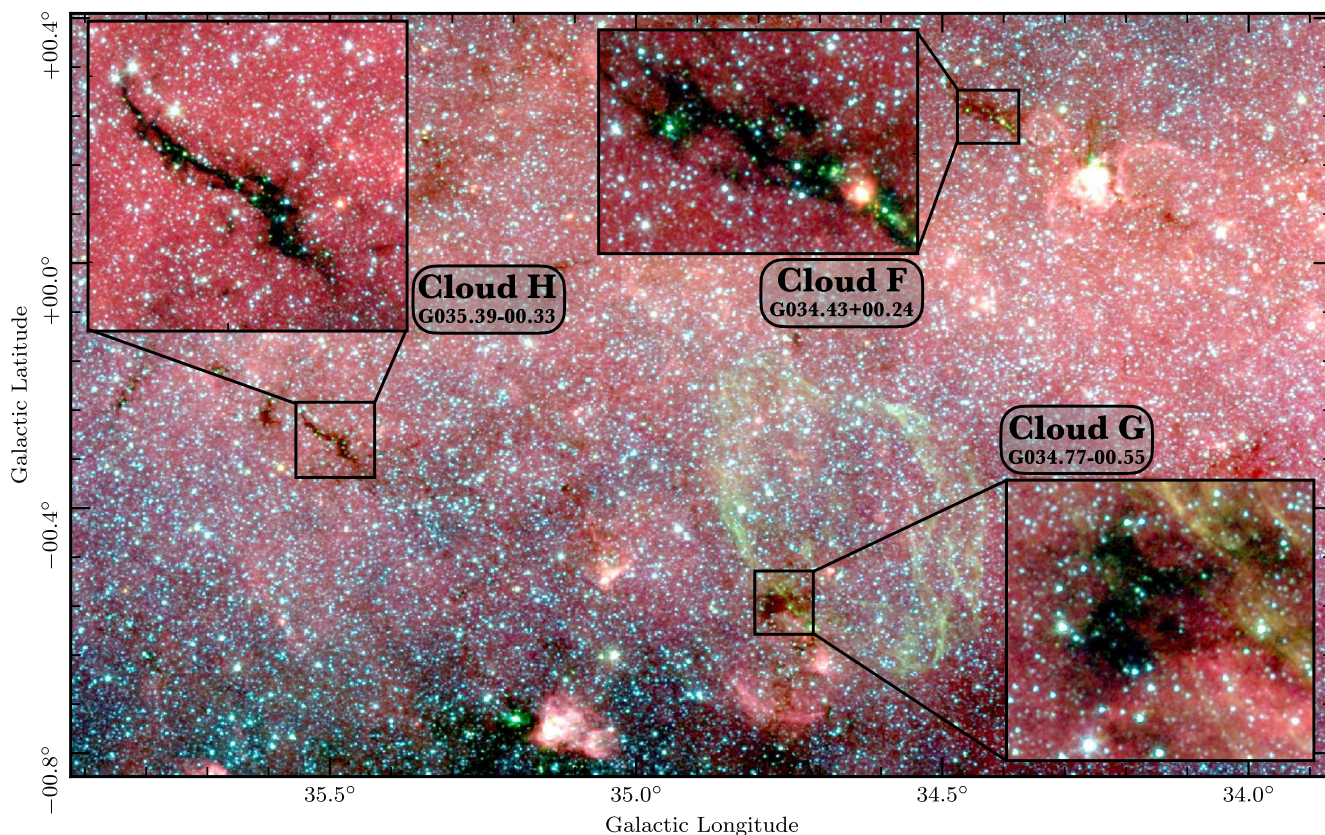 +00.4°
+00.0°
−00.4°
−00.8°
Galactic Latitude
Cloud H
G035.39-00.33
Cloud F
G034.43+00.24
Cloud G
G034.77-00.55
35.5°
35.0°
34.5°
34.0°
Galactic Longitude